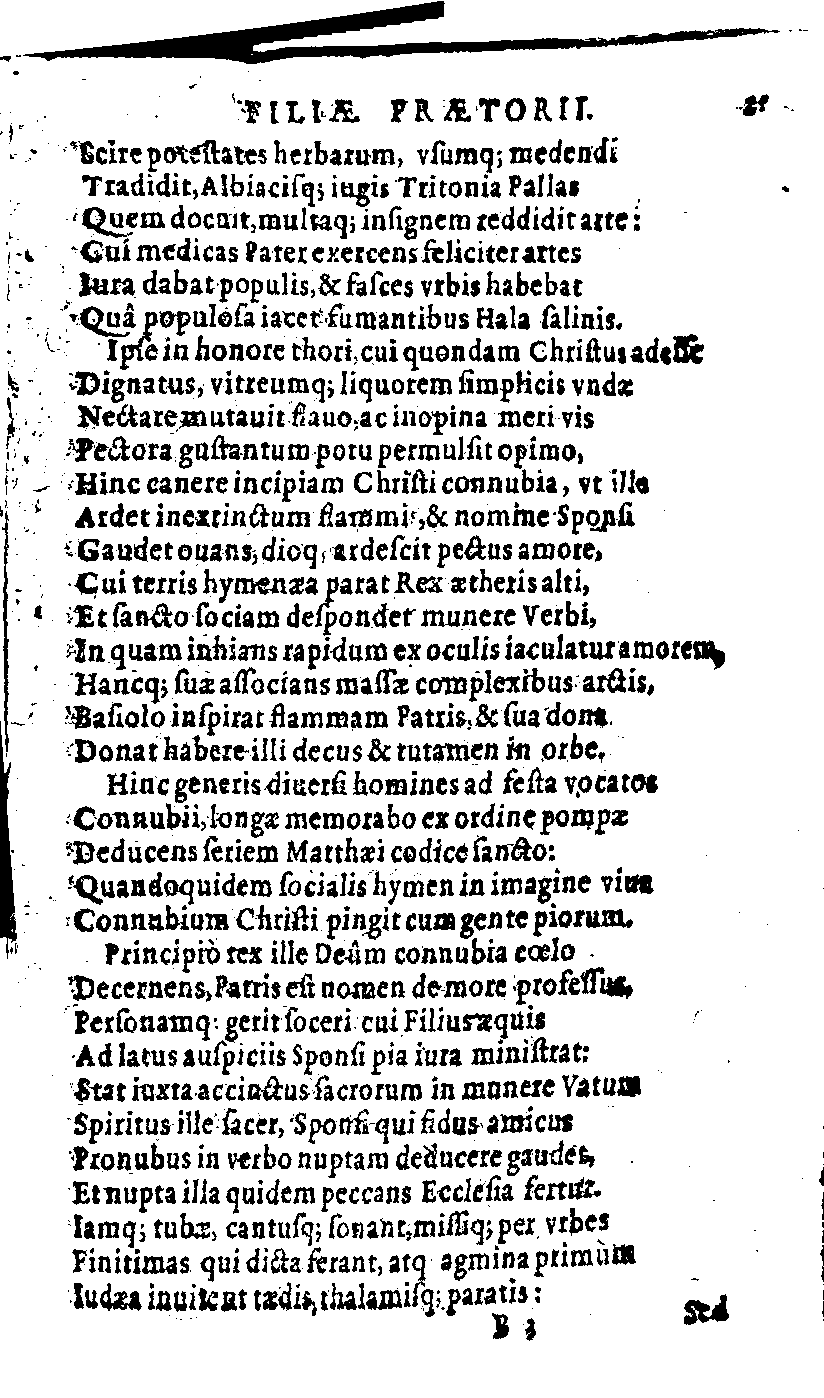 FILIÆ PRÆTORII. 21
Scire poteſtates herbarum, vſumq; medendi
Tradidit, Albiaciſq; iugis Tritonia Pallas
Quem docuit, multaq; inſignem reddidit arte:
Cui medicas Pater exercens feliciter artes
Iura dabat populis, & faſces vrbis habebat
Quâ populoſa iacet fumantibus Hala ſalinis.
Ipſe in honore thori, cui quondam Chriſtus adeſſe
Dignatus, vitreumq; liquorem ſimplicis vndæ
Nectare mutauit flauo, ac inopina meri vis
Pectora guſtantum potu permulſit opimo,
Hinc canere incipiam Chriſti connubia, vt ille
Ardet inextinctum flammis, & nomine Sponſi
Gaudet ouans, dioq, ardeſcit pectus amore,
Cui terris hymenæa parat Rex ætheris alti,
Et ſancto ſociam deſpondet munere Verbi,
In quam inhians rapidum ex oculis iaculatur amorem,
Hancq; ſuæ aſſocians maſſæ complexibus arctis,
Baſiolo inſpirat flammam Patris, & ſua dona
Donat habere illi decus & tutamen in orbe.
Hinc generis diuerſi homines ad feſta vocatos
Connubii, longæ memorabo ex ordine pompæ
Deducens ſeriem Matthæi codice ſancto:
Quandoquidem ſocialis hymen in imagine viua
Connubium Chriſti pingit cum gente piorum.
Principiò rex ille Deûm connubia cœlo
Decernens, Patris eſt nomen de more profeſſus,
Perſonamq: gerit ſoceri cui Filius æquis
Ad latus auſpiciis Sponſi pia iura miniſtrat:
Stat iuxta accinctus ſacrorum in munere Vatum
Spiritus ille ſacer, Sponſi qui fidus amicus
Pronubus in verbo nuptam deducere gaudet,
Et nupta illa quidem peccans Eccleſia fertur.
Iamq; tubæ, cantuſq; ſonant, miſſiq; per vrbes
Finitimas qui dicta ferant, atq agmina primùm
Iudæa inuitent tædis, thalamiſq; paratis:
B 3 Sed